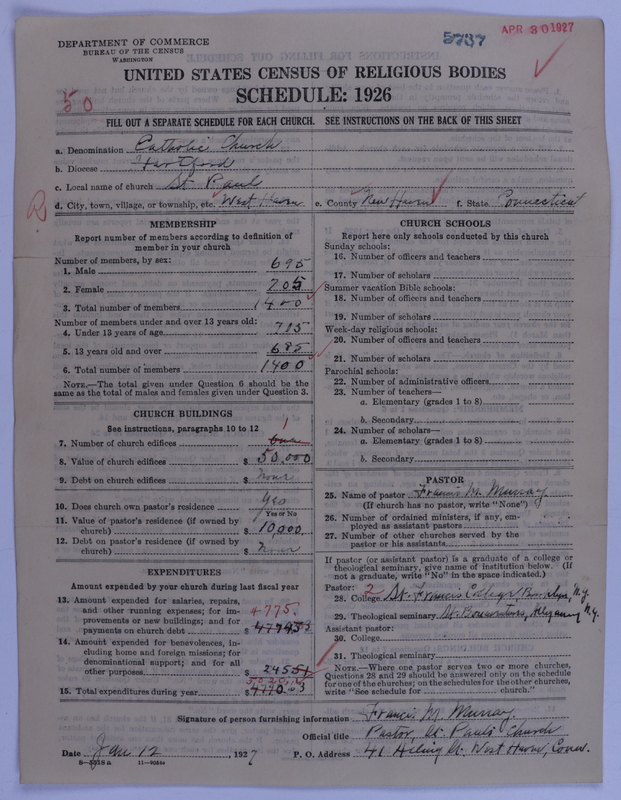 5737
APR 30 1927
DEPARTMENT OF COMMERCE
BUREAU OF THE CENSUS
WASHINGTON
UNITED STATES CENSUS OF RELIGIOUS BODIES
SCHEDULE: 1926
50
FILL OUT A SEPARATE SCHEDULE FOR EACH CHURCH. SEE INSTRUCTIONS ON THE BACK OF THIS SHEET
a. Denomination Catholic Church
b. Diocese Hartford
c. Local name of church St. Paul
d. City, town, village, or township, etc. West Haven e. County New Haven f. State Connecticut
MEMBERSHIP
Report number of members according to definition of
member in your church
Number of members, by sex:
1. Male 695
2. Female 705
3. Total number of members 1400
Number of members under and over 13 years old:
4. Under 13 years of age 715
5. 13 years old and over 685
6. Total number of members 1400
NOTE.—The total given under Question 6 should be the
same as the total of males and females given under Question 3.
CHURCH BUILDINGS
See instructions, paragraphs 10 to 12
1
7. Number of church edifices one
8. Value of church edifices $ 50,000
9. Debt on church edifices $ none
10. Does church own pastor's residence Yes
Yes or No
11. Value of pastor's residence (if owned by
church) $ 10,000
12. Debt on pastor's residence (if owned by
church) $ none
EXPENDITURES
Amount expended by your church during last fiscal year
13. Amount expended for salaries, repairs,
and other running expenses; for im-
provements or new buildings; and for
payments on church debt $
4775
14. Amount expended for benevolences, in-
cluding home and foreign missions; for
denominational support; and for all
other purposes $
15. Total expenditures during year $
CHURCH SCHOOLS
Report here only schools conducted by this church
Sunday schools:
16. Number of officers and teachers
17. Number of scholars
Summer vacation Bible schools:
18. Number of officers and teachers
19. Number of scholars
Week-day religious schools:
20. Number of officers and teachers
21. Number of scholars
Parochial schools:
22. Number of administrative officers
23. Number of teachers—
a. Elementary (grades 1 to 8)
b. Secondary
24. Number of scholars—
a. Elementary (grades 1 to 8)
b. Secondary
PASTOR
25. Name of pastor Francis M. Murray
(If church has no pastor, write "None")
26. Number of ordained ministers, if any, em-
ployed as assistant pastors
27. Number of other churches served by the
pastor or his assistants
If pastor (or assistant pastor) is a graduate of a college or
theological seminary, give name of institution below. (If
not a graduate, write "No" in the space indicated.)
Pastor: 2
28. College St. Francis College Brooklyn, N.Y.
29. Theological seminary St. Bonaventures, Allegany N.Y.
Assistant pastor:
30. College
31. Theological seminary
NOTE.—Where one pastor serves two or more churches,
Questions 28 and 29 should be answered only on the schedule
for one of the churches; on the schedules for the other churches,
write "See schedule for church."
Signature of person furnishing information Francis M. Murray
Official title Pastor, St. Paul's Church
Date Jan 12, 1927 P. O. Address 41 St. West Haven, Conn.
8—5018a 11—9084